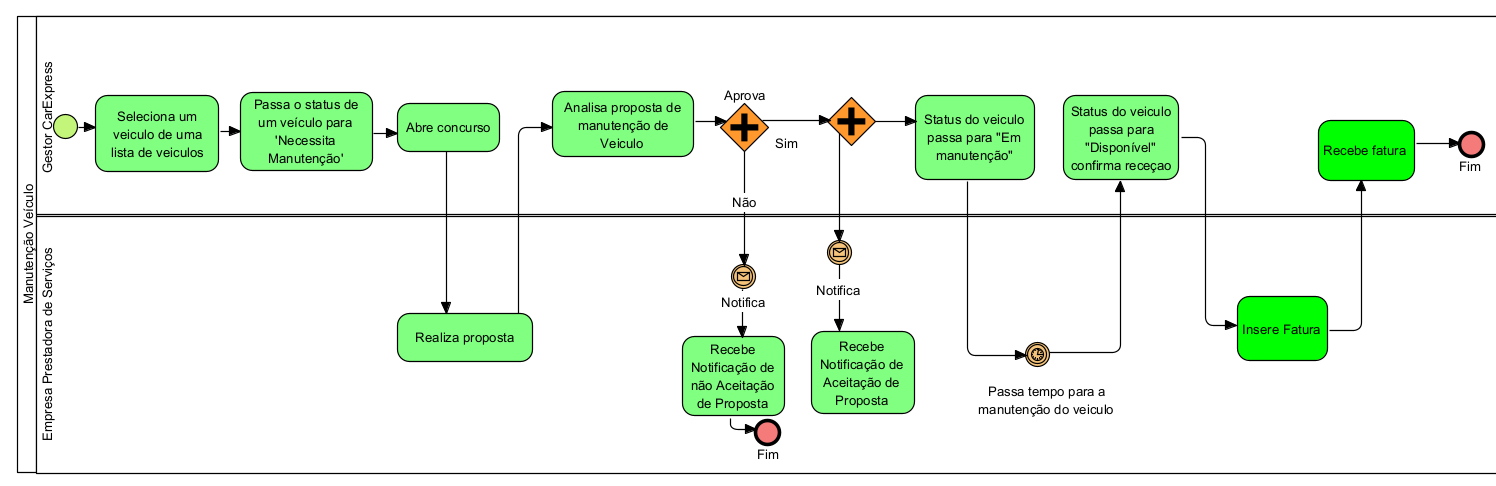 Manutenção Veículo
Gestor CarExpress
Seleciona um
veiculo de uma
lista de veiculos
Passa o status de
um veículo para
'Necessita
Manutenção'
Abre concurso
Analisa proposta de
manutenção de
Veiculo
Aprova
Sim
Não
Status do veiculo
passa para "Em
manutenção"
Status do veiculo
passa para
"Disponível"
confirma receçao
Recebe fatura
Fim
Empresa Prestadora de Serviços
Realiza proposta
Notifica
Recebe
Notificação de
não Aceitação
de Proposta
Fim
Notifica
Recebe
Notificação de
Aceitação de
Proposta
Passa tempo para a
manutenção do veiculo
Insere Fatura